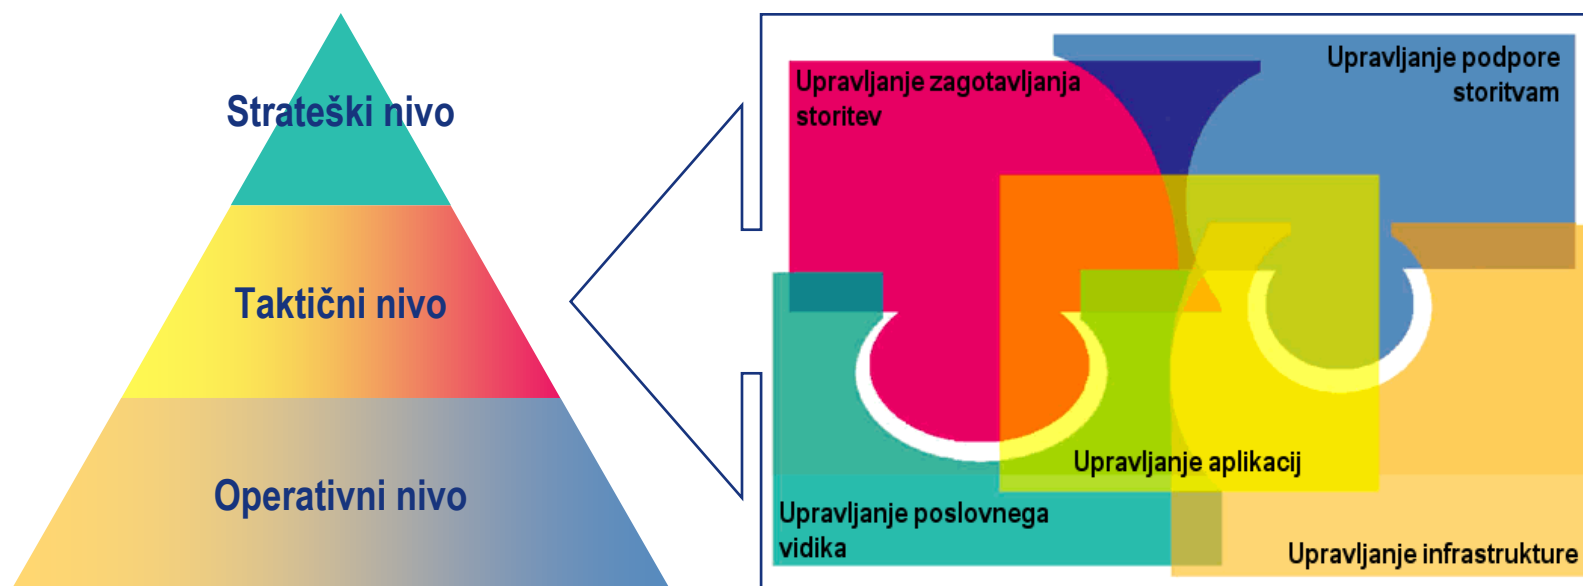 Strateški nivo
Taktični nivo
Operativni nivo
Upravljanje zagotavljanja
storitev
Upravljanje podpore
storitvam
Upravljanje aplikacij
Upravljanje poslovnega
vidika
Upravljanje infrastrukture